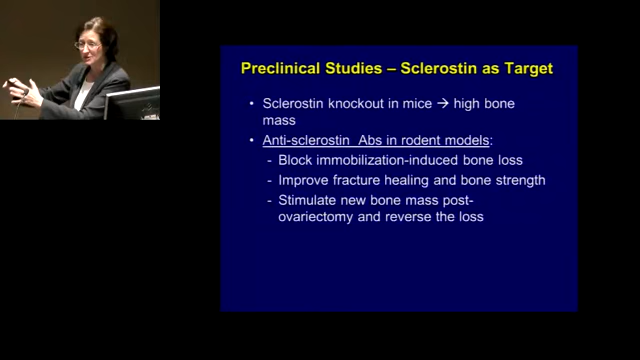 Preclinical Studies – Sclerostin as Target
• Sclerostin knockout in mice → high bone
mass
• Anti-sclerostin Abs in rodent models:
- Block immobilization-induced bone loss
- Improve fracture healing and bone strength
- Stimulate new bone mass post-
ovariectomy and reverse the loss